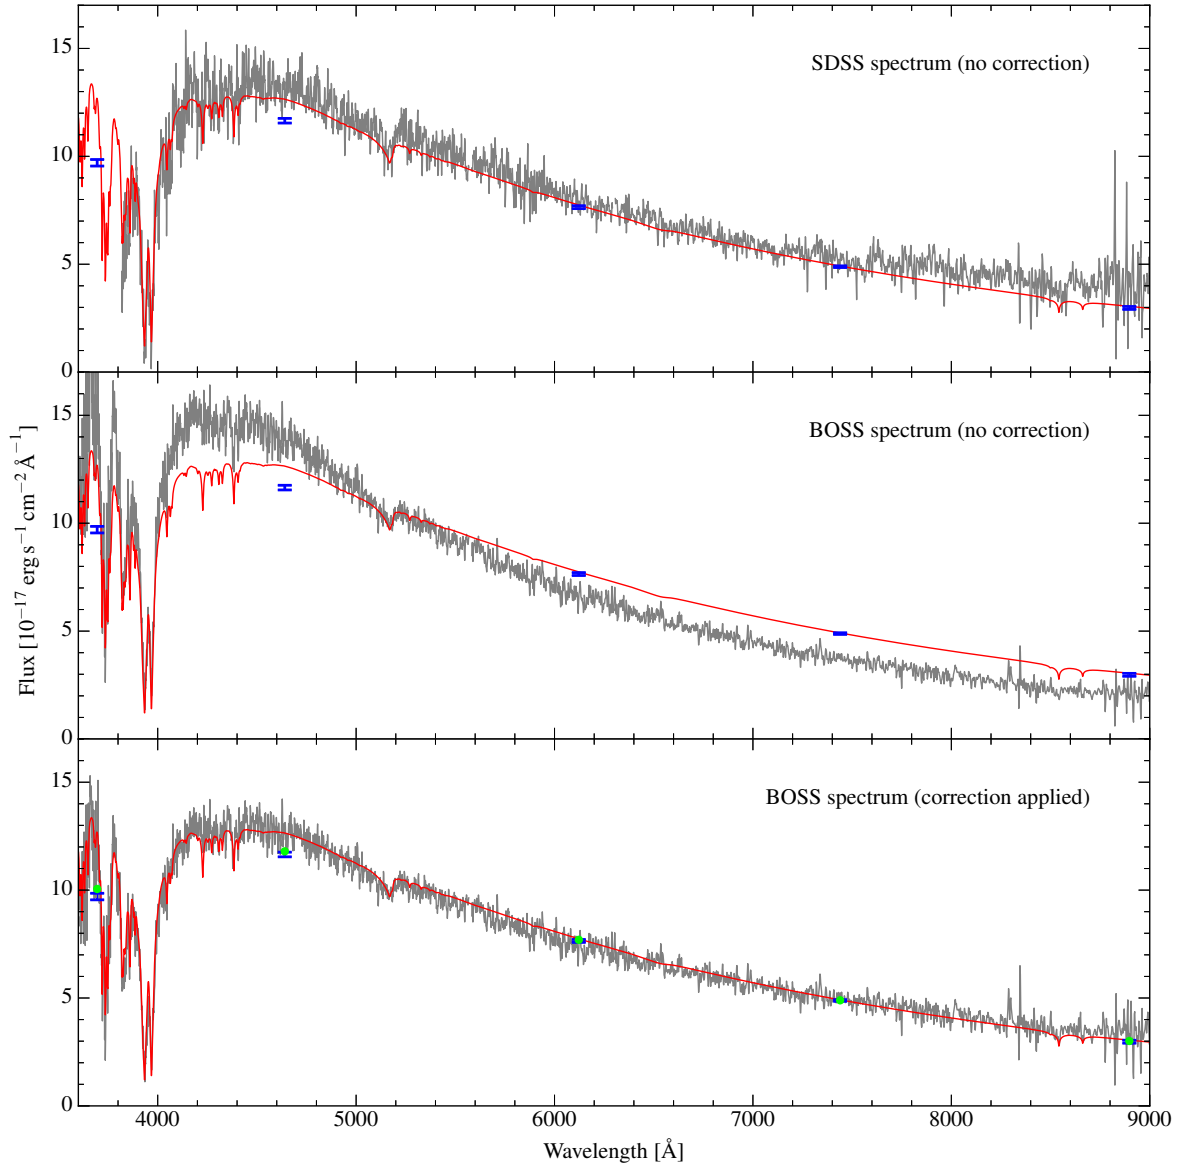 15
SDSS spectrum (no correction)
10
5
0
15
BOSS spectrum (no correction)
10
5
0
Flux [10⁻¹⁷ erg s⁻¹ cm⁻² Å⁻¹]
15
BOSS spectrum (correction applied)
10
5
0
4000 5000 6000 7000 8000 9000
Wavelength [Å]